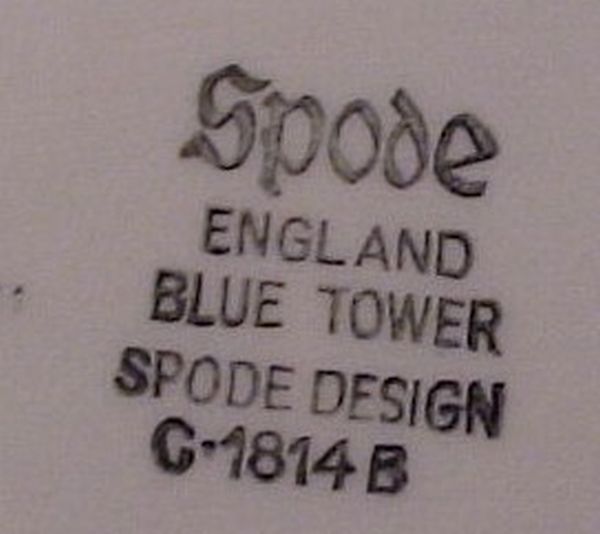 Spode
ENGLAND
BLUE TOWER
SPODE DESIGN
C·1814 B